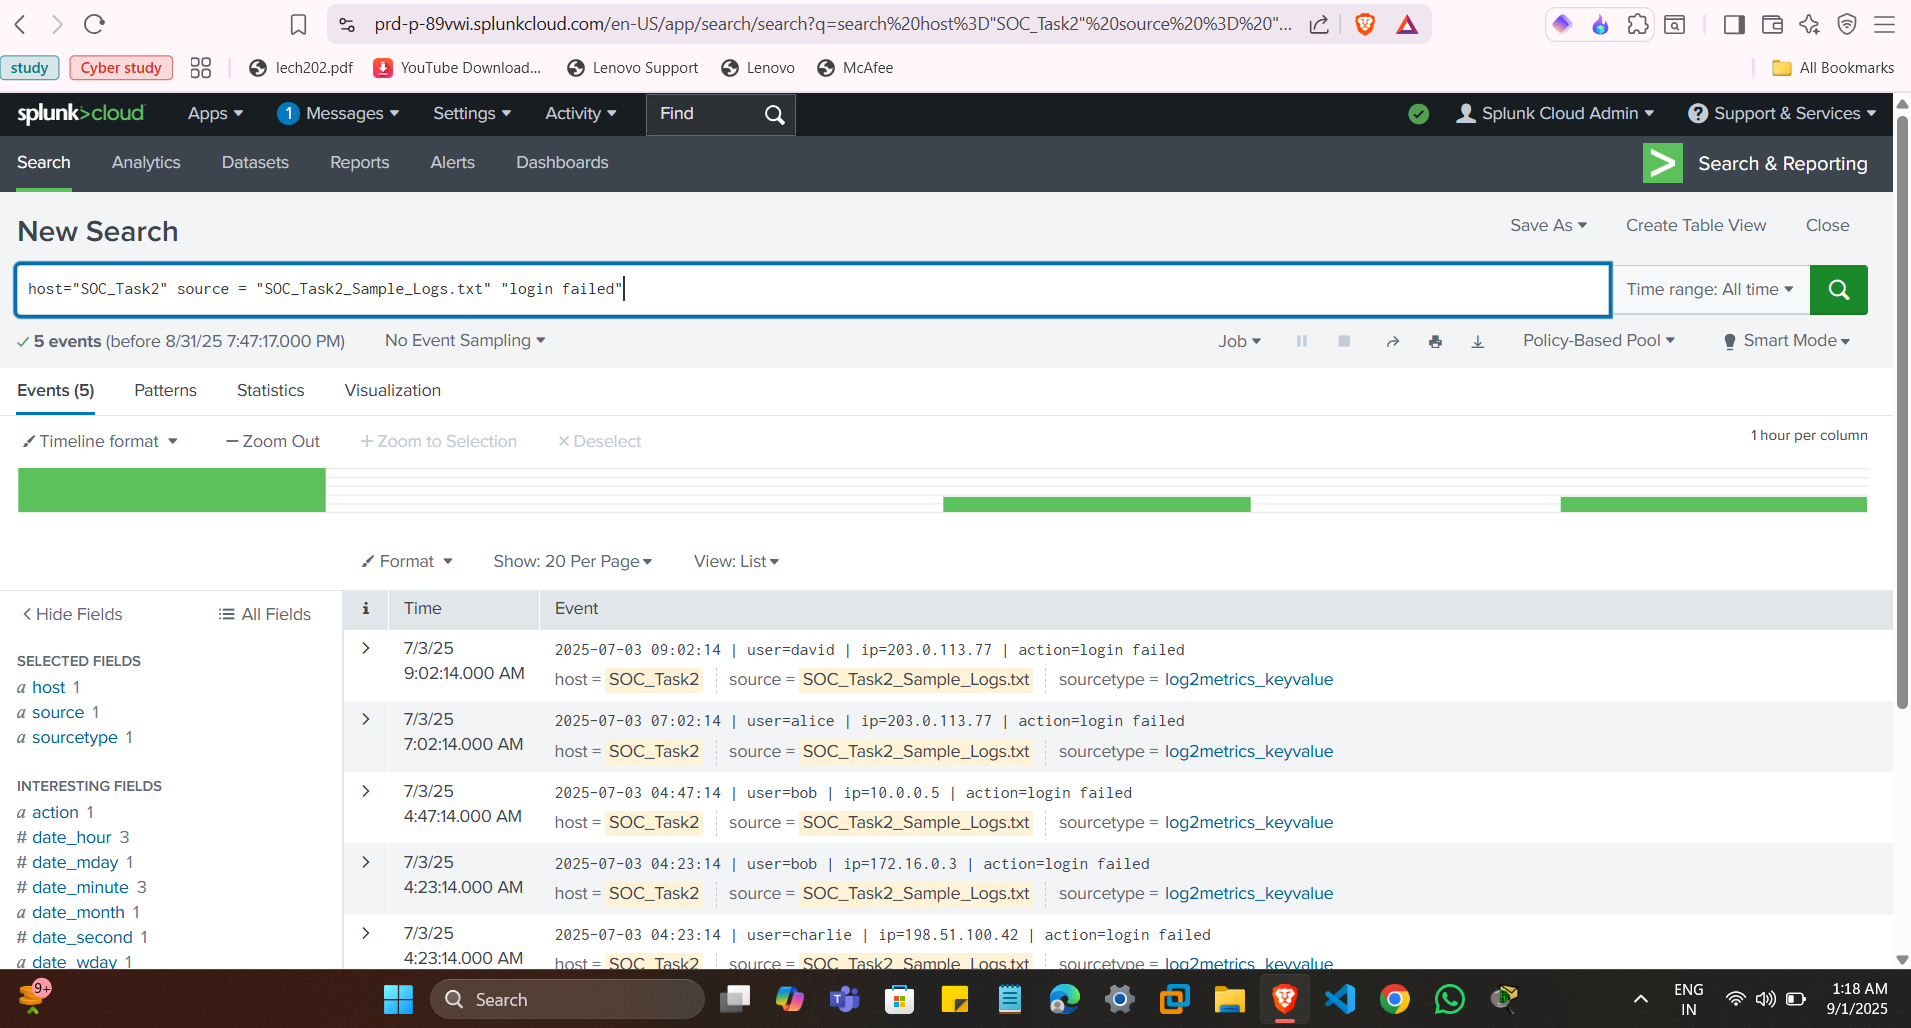 prd-p-89vwi.splunkcloud.com/en-US/app/search/search?q=search%20host%3D"SOC_Task2"%20source%20%3D%20"...
study
Cyber study
lech202.pdf
YouTube Download...
Lenovo Support
Lenovo
McAfee
All Bookmarks
splunk>cloud
Apps
1
Messages
Settings
Activity
Find
Splunk Cloud Admin
? Support & Services
Search
Analytics
Datasets
Reports
Alerts
Dashboards
> Search & Reporting
New Search
Save As
Create Table View
Close
host="SOC_Task2" source = "SOC_Task2_Sample_Logs.txt" "login failed"
Time range: All time
✓ 5 events (before 8/31/25 7:47:17.000 PM)
No Event Sampling
Job
Policy-Based Pool
Smart Mode
Events (5)
Patterns
Statistics
Visualization
Timeline format
— Zoom Out
+ Zoom to Selection
× Deselect
1 hour per column
Format
Show: 20 Per Page
View: List
< Hide Fields
All Fields
i
Time
Event
SELECTED FIELDS
a host 1
a source 1
a sourcetype 1
INTERESTING FIELDS
a action 1
# date_hour 3
# date_mday 1
# date_minute 3
a date_month 1
# date_second 1
a date_wday 1
> 7/3/25
9:02:14.000 AM
2025-07-03 09:02:14 | user=david | ip=203.0.113.77 | action=login failed
host = SOC_Task2 source = SOC_Task2_Sample_Logs.txt sourcetype = log2metrics_keyvalue
> 7/3/25
7:02:14.000 AM
2025-07-03 07:02:14 | user=alice | ip=203.0.113.77 | action=login failed
host = SOC_Task2 source = SOC_Task2_Sample_Logs.txt sourcetype = log2metrics_keyvalue
> 7/3/25
4:47:14.000 AM
2025-07-03 04:47:14 | user=bob | ip=10.0.0.5 | action=login failed
host = SOC_Task2 source = SOC_Task2_Sample_Logs.txt sourcetype = log2metrics_keyvalue
> 7/3/25
4:23:14.000 AM
2025-07-03 04:23:14 | user=bob | ip=172.16.0.3 | action=login failed
host = SOC_Task2 source = SOC_Task2_Sample_Logs.txt sourcetype = log2metrics_keyvalue
> 7/3/25
4:23:14.000 AM
2025-07-03 04:23:14 | user=charlie | ip=198.51.100.42 | action=login failed
host = SOC_Task2 source = SOC_Task2_Sample_Logs.txt sourcetype = log2metrics_keyvalue
9+
Search
ENG
IN
1:18 AM
9/1/2025